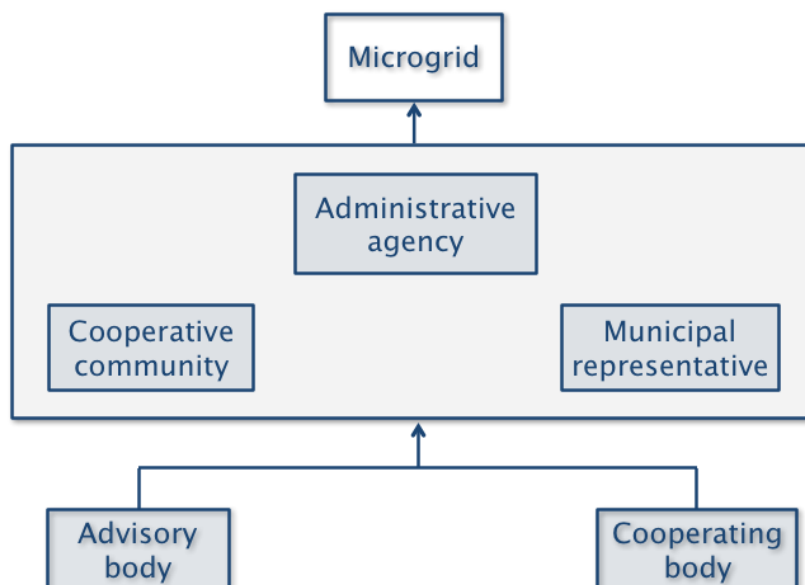 Microgrid
Administrative
agency
Cooperative
community
Municipal
representative
Advisory
body
Cooperating
body